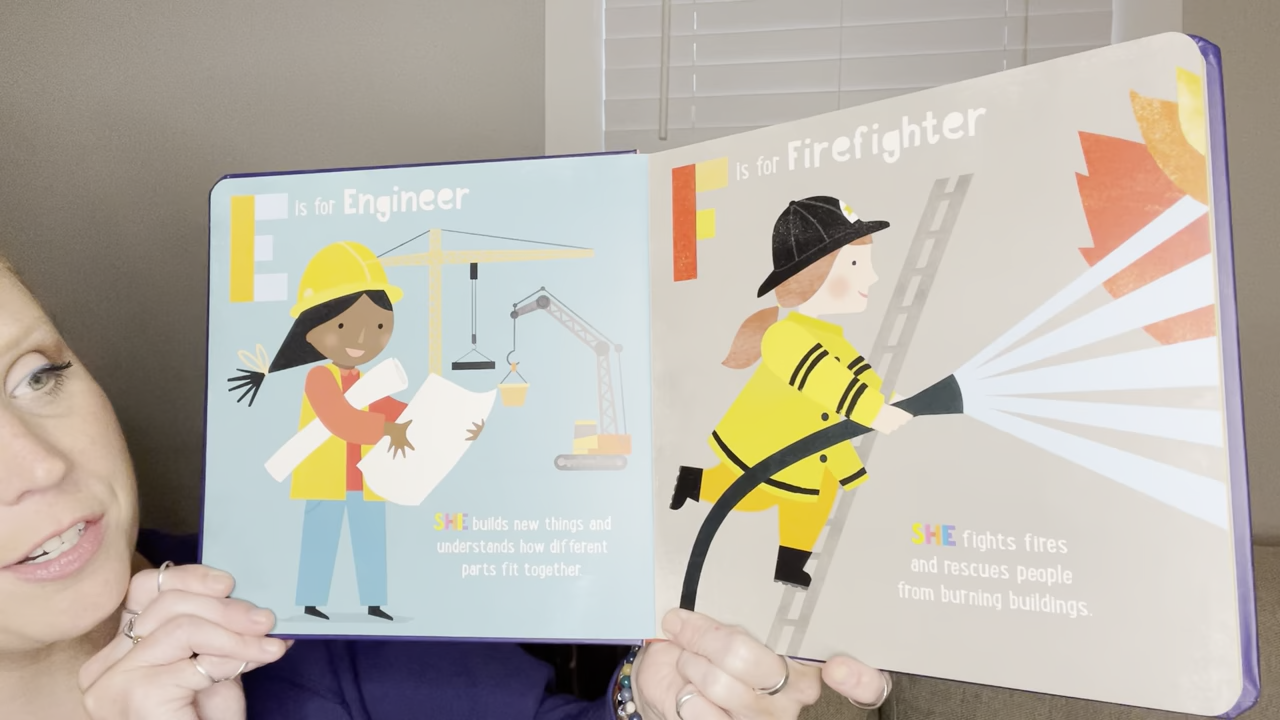 E is for Engineer
SHE builds new things and
understands how different
parts fit together.
F is for Firefighter
SHE fights fires
and rescues people
from burning buildings.